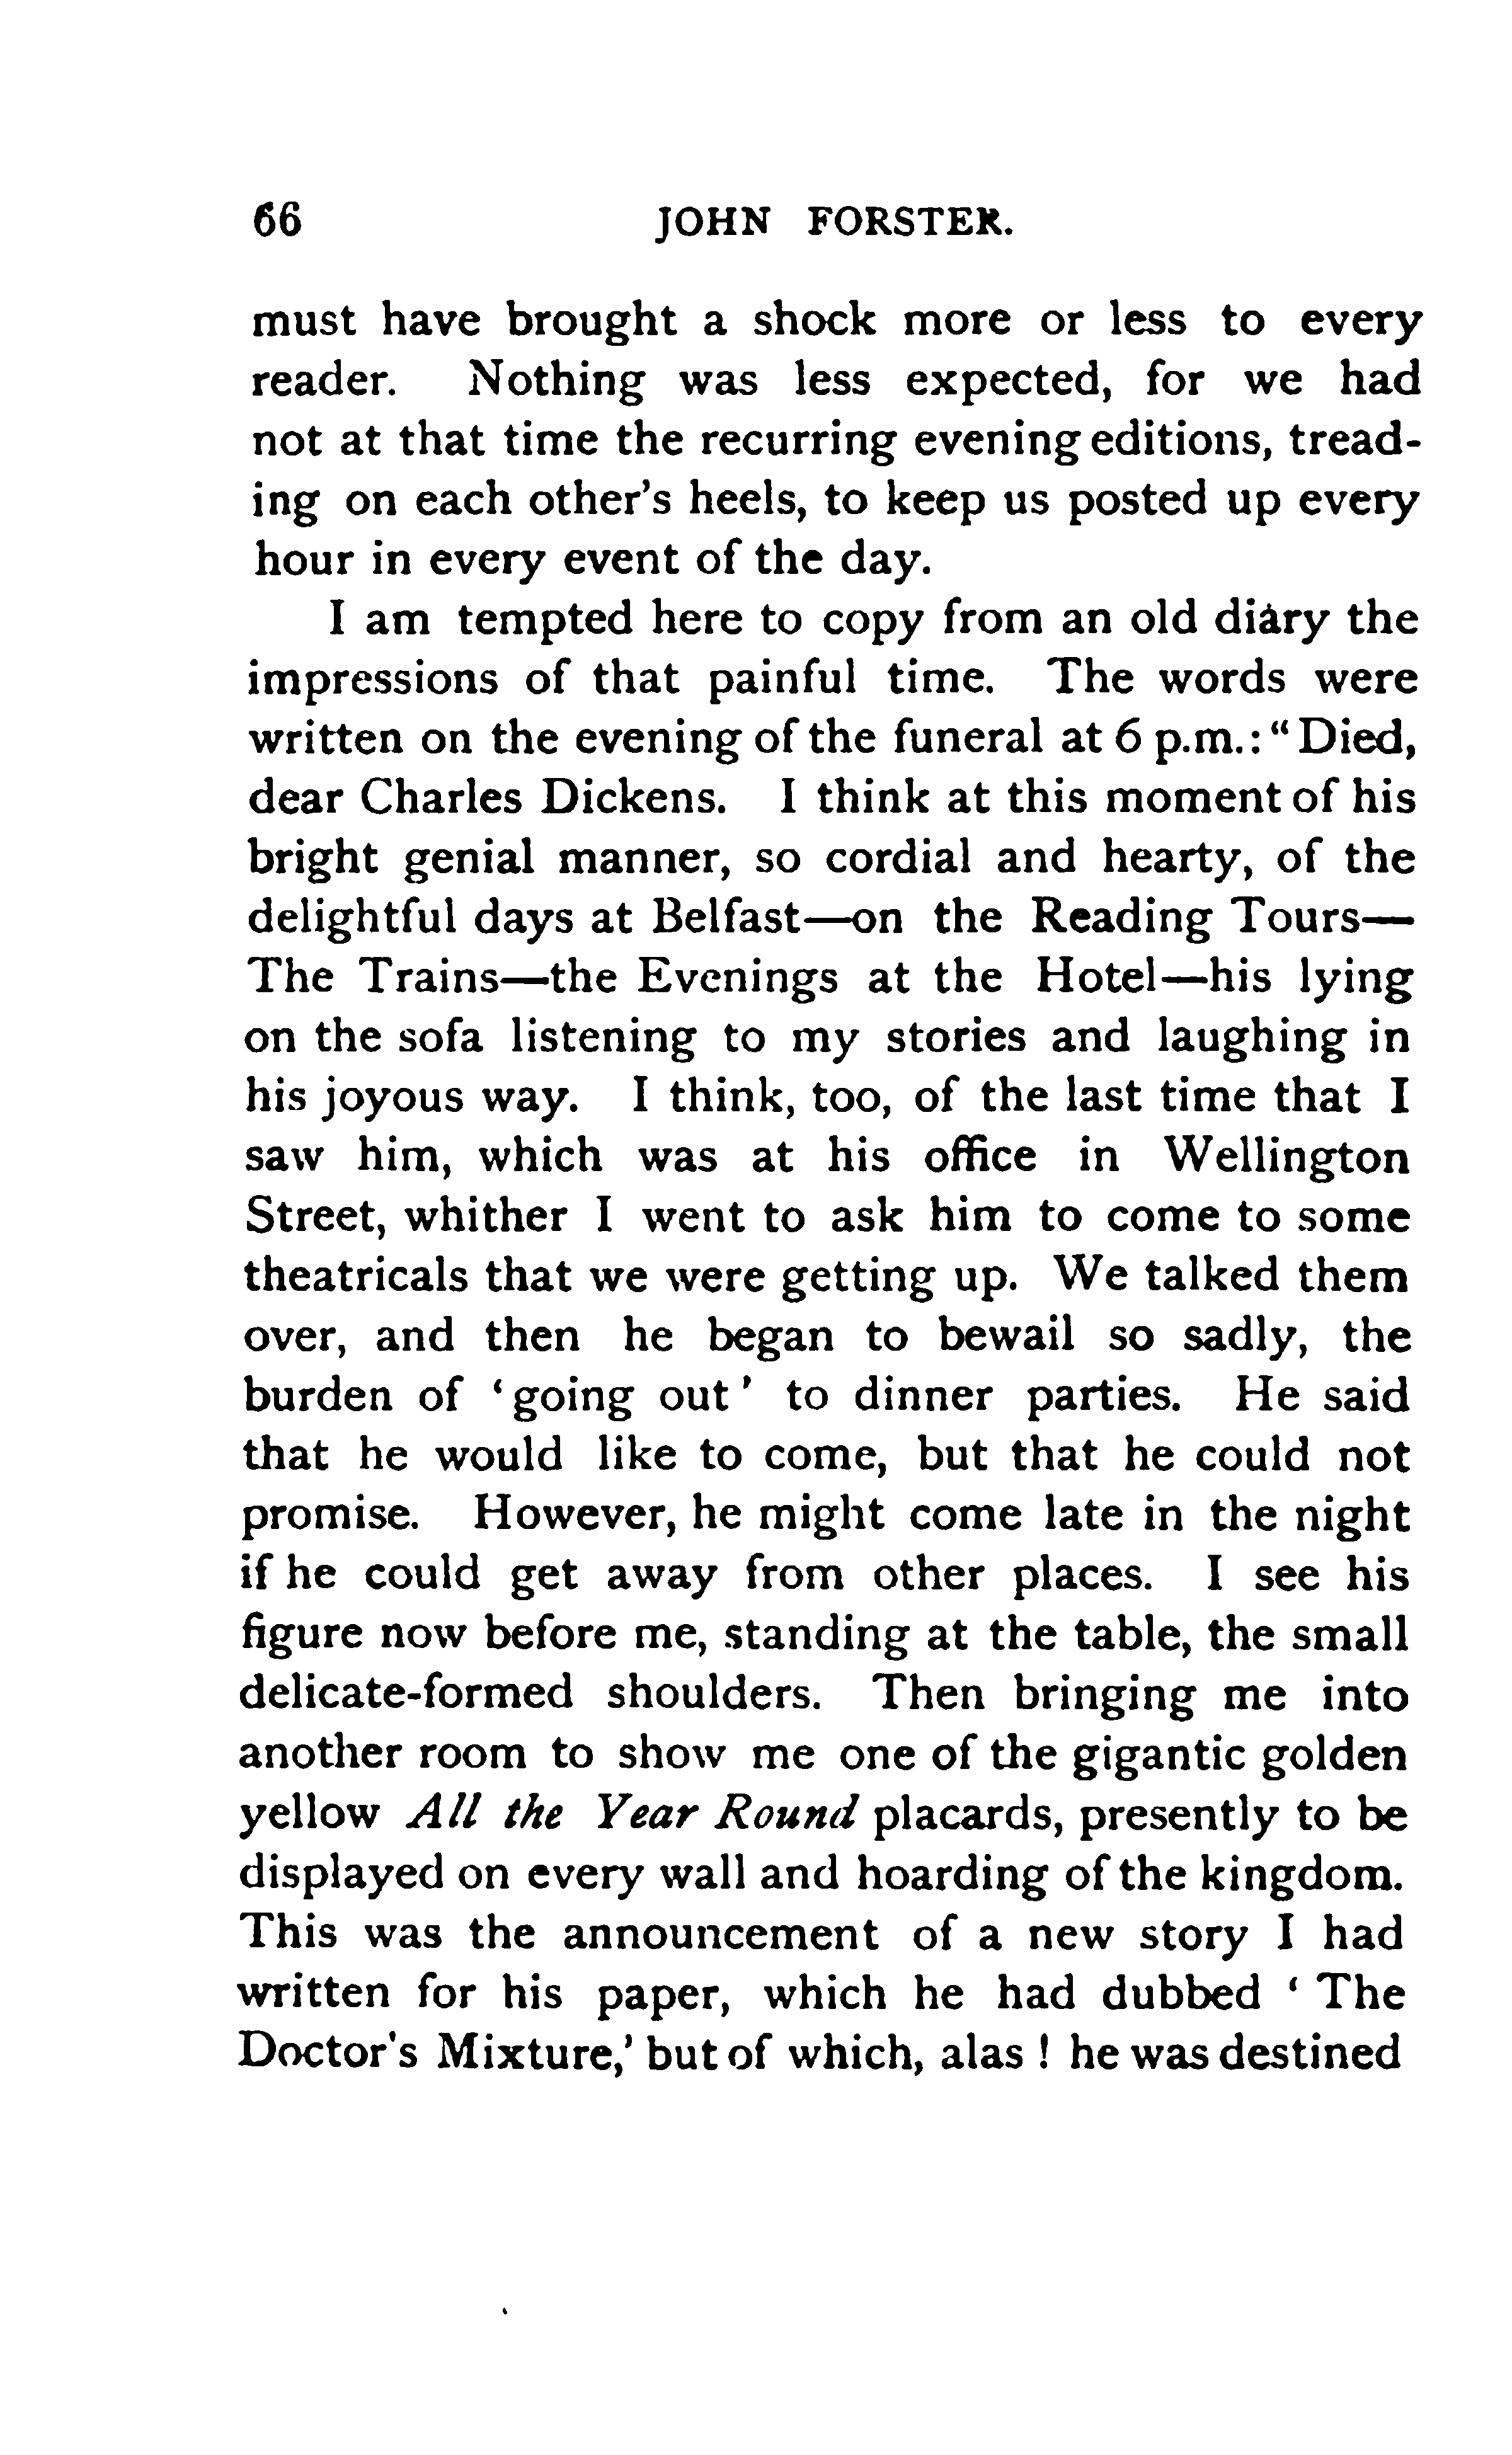 66 JOHN FORSTER.
must have brought a shock more or less to every
reader. Nothing was less expected, for we had
not at that time the recurring evening editions, tread-
ing on each other's heels, to keep us posted up every
hour in every event of the day.
I am tempted here to copy from an old diary the
impressions of that painful time. The words were
written on the evening of the funeral at 6 p.m.: "Died,
dear Charles Dickens. I think at this moment of his
bright genial manner, so cordial and hearty, of the
delightful days at Belfast—on the Reading Tours—
The Trains—the Evenings at the Hotel—his lying
on the sofa listening to my stories and laughing in
his joyous way. I think, too, of the last time that I
saw him, which was at his office in Wellington
Street, whither I went to ask him to come to some
theatricals that we were getting up. We talked them
over, and then he began to bewail so sadly, the
burden of 'going out' to dinner parties. He said
that he would like to come, but that he could not
promise. However, he might come late in the night
if he could get away from other places. I see his
figure now before me, standing at the table, the small
delicate-formed shoulders. Then bringing me into
another room to show me one of the gigantic golden
yellow All the Year Round placards, presently to be
displayed on every wall and hoarding of the kingdom.
This was the announcement of a new story I had
written for his paper, which he had dubbed ' The
Doctor's Mixture,' but of which, alas ! he was destined